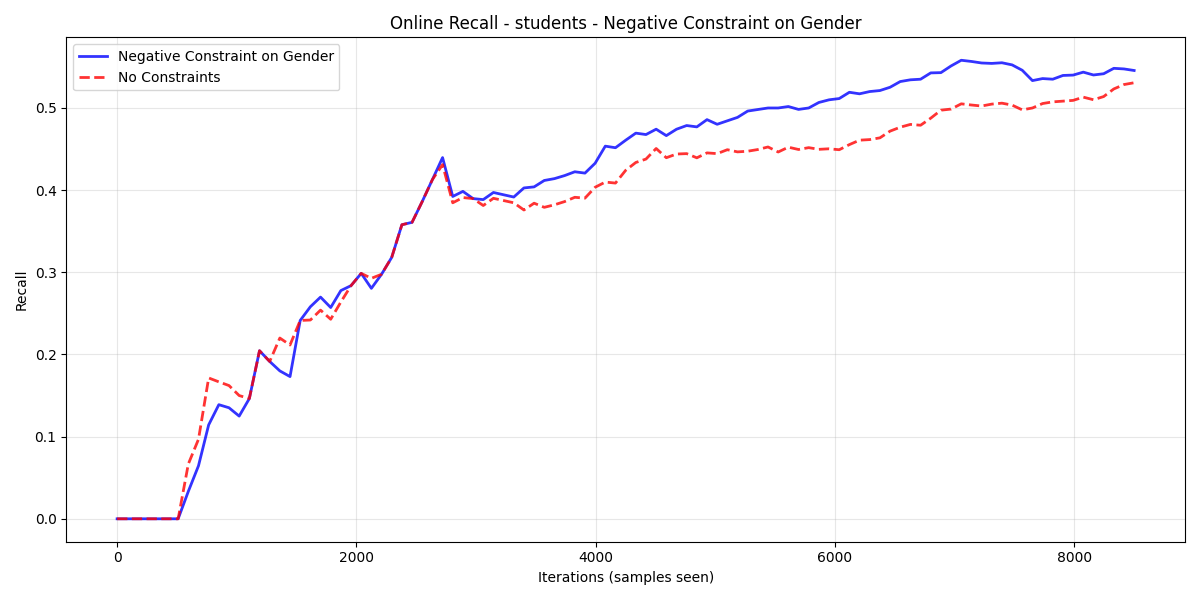 Online Recall - students - Negative Constraint on Gender
Negative Constraint on Gender
No Constraints
Recall
0.5
0.4
0.3
0.2
0.1
0.0
0 2000 4000 6000 8000
Iterations (samples seen)